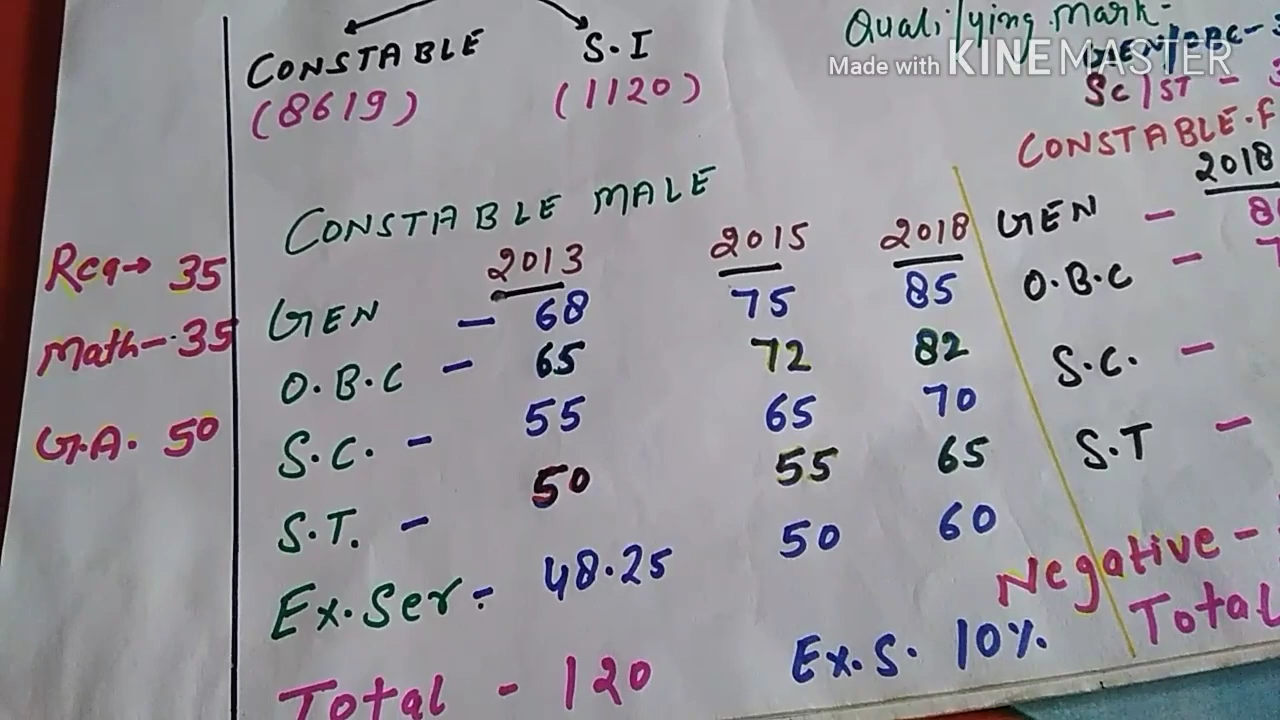 CONSTABLE
(8619)
S.I
(1120)
Qualifying Mark-
GEN/OBC-
SC/ST -
Made with KINEMASTER
Rea→ 35
Math- 35
G.A. 50
CONSTABLE MALE
2013 2015 2018
GEN - 68 75 85
O.B.C - 65 72 82
S.C. - 55 65 70
S.T. - 50 55 65
Ex.Ser - 48.25 50 60
Total - 120
Ex.S. 10%
CONSTABLE.F
2018
GEN -
O.B.C -
S.C. -
S.T -
Negative -
Total